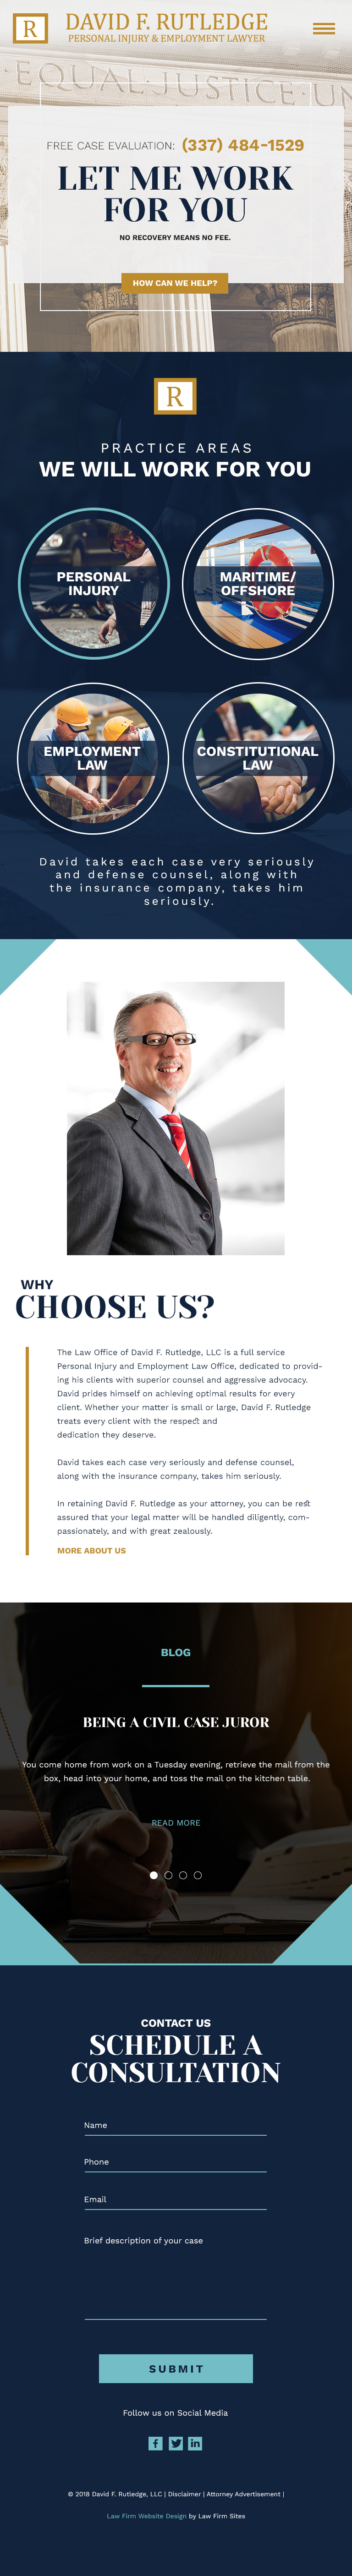 R
DAVID F. RUTLEDGE
PERSONAL INJURY & EMPLOYMENT LAWYER
EQUAL JUSTICE UN
FREE CASE EVALUATION: (337) 484-1529
LET ME WORK
FOR YOU
NO RECOVERY MEANS NO FEE.
HOW CAN WE HELP?
R
PRACTICE AREAS
WE WILL WORK FOR YOU
PERSONAL
INJURY
MARITIME/
OFFSHORE
EMPLOYMENT
LAW
CONSTITUTIONAL
LAW
David takes each case very seriously
and defense counsel, along with
the insurance company, takes him
seriously.
WHY
CHOOSE US?
The Law Office of David F. Rutledge, LLC is a full service
Personal Injury and Employment Law Office, dedicated to provid-
ing his clients with superior counsel and aggressive advocacy.
David prides himself on achieving optimal results for every
client. Whether your matter is small or large, David F. Rutledge
treats every client with the respect and
dedication they deserve.
David takes each case very seriously and defense counsel,
along with the insurance company, takes him seriously.
In retaining David F. Rutledge as your attorney, you can be rest
assured that your legal matter will be handled diligently, com-
passionately, and with great zealously.
MORE ABOUT US
BLOG
BEING A CIVIL CASE JUROR
You come home from work on a Tuesday evening, retrieve the mail from the
box, head into your home, and toss the mail on the kitchen table.
READ MORE
CONTACT US
SCHEDULE A
CONSULTATION
Name
Phone
Email
Brief description of your case
SUBMIT
Follow us on Social Media
© 2018 David F. Rutledge, LLC | Disclaimer | Attorney Advertisement |
Law Firm Website Design by Law Firm Sites